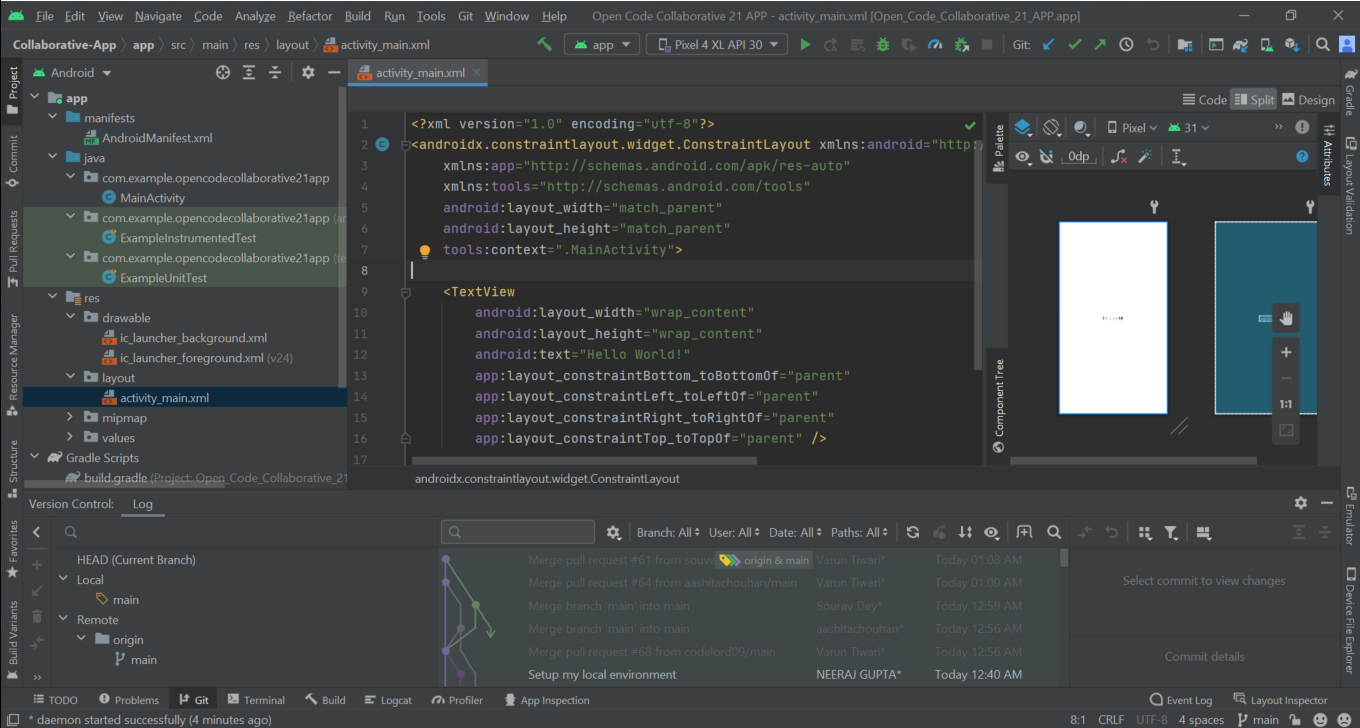 File Edit View Navigate Code Analyze Refactor Build Run Tools Git Window Help Open Code Collaborative 21 APP - activity_main.xml [Open_Code_Collaborative_21_APP.app]
Collaborative-App app src main res layout activity_main.xml app Pixel 4 XL API 30 Git:
Project
Commit
Pull Requests
Resource Manager
Structure
Favorites
Build Variants
Android
app
manifests
AndroidManifest.xml
java
com.example.opencodecollaborative21app
MainActivity
com.example.opencodecollaborative21app
ExampleInstrumentedTest
com.example.opencodecollaborative21app
ExampleUnitTest
res
drawable
ic_launcher_background.xml
ic_launcher_foreground.xml (v24)
layout
activity_main.xml
mipmap
values
Gradle Scripts
build.gradle (Project: Open_Code_Collaborative_21
activity_main.xml
Code Split Design
1 <?xml version="1.0" encoding="utf-8"?>
2 <androidx.constraintlayout.widget.ConstraintLayout xmlns:android="http:
3 xmlns:app="http://schemas.android.com/apk/res-auto"
4 xmlns:tools="http://schemas.android.com/tools"
5 android:layout_width="match_parent"
6 android:layout_height="match_parent"
7 tools:context=".MainActivity">
8
9 <TextView
10 android:layout_width="wrap_content"
11 android:layout_height="wrap_content"
12 android:text="Hello World!"
13 app:layout_constraintBottom_toBottomOf="parent"
14 app:layout_constraintLeft_toLeftOf="parent"
15 app:layout_constraintRight_toRightOf="parent"
16 app:layout_constraintTop_toTopOf="parent" />
17
androidx.constraintlayout.widget.ConstraintLayout
Palette
Component Tree
Pixel 31
0dp
1:1
Attributes
Gradle
Layout Validation
Emulator
Device File Explorer
Version Control: Log
HEAD (Current Branch)
Local
main
Remote
origin
main
Branch: All User: All Date: All Paths: All
Merge pull request #61 from souve origin & main Varun Tiwari* Today 01:08 AM
Merge pull request #64 from aashitachouhan/main Varun Tiwari* Today 01:00 AM
Merge branch 'main' into main Sourav Dey* Today 12:59 AM
Merge branch 'main' into main aashitachouhan* Today 12:56 AM
Merge pull request #68 from codelord09/main Varun Tiwari* Today 12:56 AM
Setup my local environment NEERAJ GUPTA* Today 12:40 AM
Select commit to view changes
Commit details
TODO Problems Git Terminal Build Logcat Profiler App Inspection Event Log Layout Inspector
* daemon started successfully (4 minutes ago) 8:1 CRLF UTF-8 4 spaces main